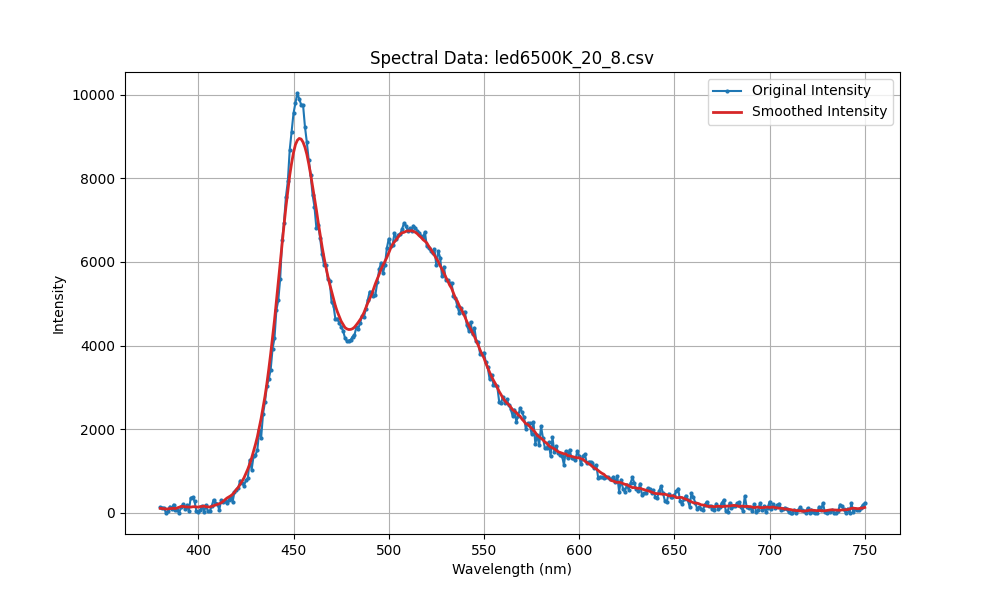 Spectral Data: led6500K_20_8.csv
Original Intensity
Smoothed Intensity
10000
8000
6000
4000
2000
0
Intensity
400 450 500 550 600 650 700 750
Wavelength (nm)